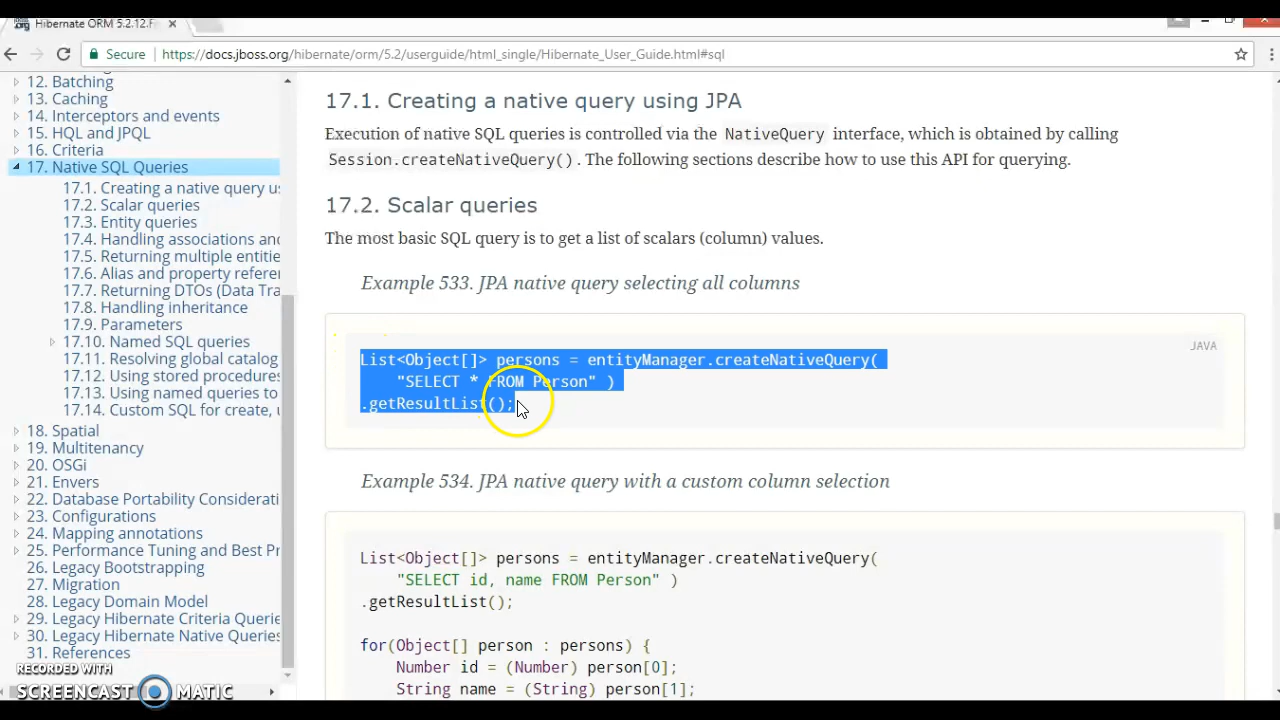 Hibernate ORM 5.2.12.F
Secure https://docs.jboss.org/hibernate/orm/5.2/userguide/html_single/Hibernate_User_Guide.html#sql
12. Batching
13. Caching
14. Interceptors and events
15. HQL and JPQL
16. Criteria
17. Native SQL Queries
17.1. Creating a native query us
17.2. Scalar queries
17.3. Entity queries
17.4. Handling associations and
17.5. Returning multiple entitie
17.6. Alias and property referen
17.7. Returning DTOs (Data Tra
17.8. Handling inheritance
17.9. Parameters
17.10. Named SQL queries
17.11. Resolving global catalog
17.12. Using stored procedures
17.13. Using named queries to
17.14. Custom SQL for create, u
18. Spatial
19. Multitenancy
20. OSGi
21. Envers
22. Database Portability Considerati
23. Configurations
24. Mapping annotations
25. Performance Tuning and Best Pr
26. Legacy Bootstrapping
27. Migration
28. Legacy Domain Model
29. Legacy Hibernate Criteria Querie
30. Legacy Hibernate Native Queries
31. References
RECORDED WITH
SCREENCAST MATIC
17.1. Creating a native query using JPA
Execution of native SQL queries is controlled via the NativeQuery interface, which is obtained by calling
Session.createNativeQuery(). The following sections describe how to use this API for querying.
17.2. Scalar queries
The most basic SQL query is to get a list of scalars (column) values.
Example 533. JPA native query selecting all columns
JAVA
List<Object[]> persons = entityManager.createNativeQuery(
"SELECT * FROM Person" )
.getResultList();
Example 534. JPA native query with a custom column selection
List<Object[]> persons = entityManager.createNativeQuery(
"SELECT id, name FROM Person" )
.getResultList();
for(Object[] person : persons) {
Number id = (Number) person[0];
String name = (String) person[1];